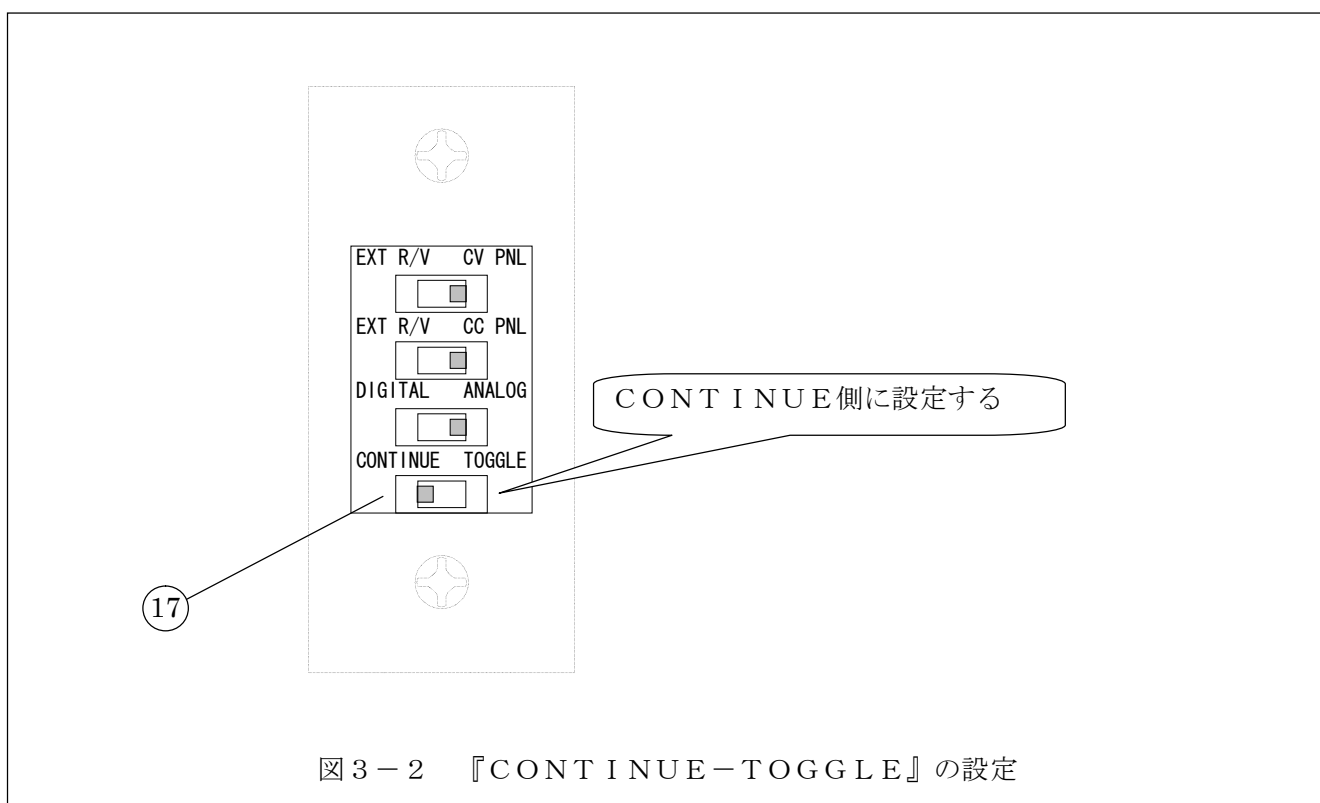 EXT R/V CV PNL
EXT R/V CC PNL
DIGITAL ANALOG
CONTINUE TOGGLE
CONTINUE側に設定する
17
図3-2 『CONTINUE-TOGGLE』の設定